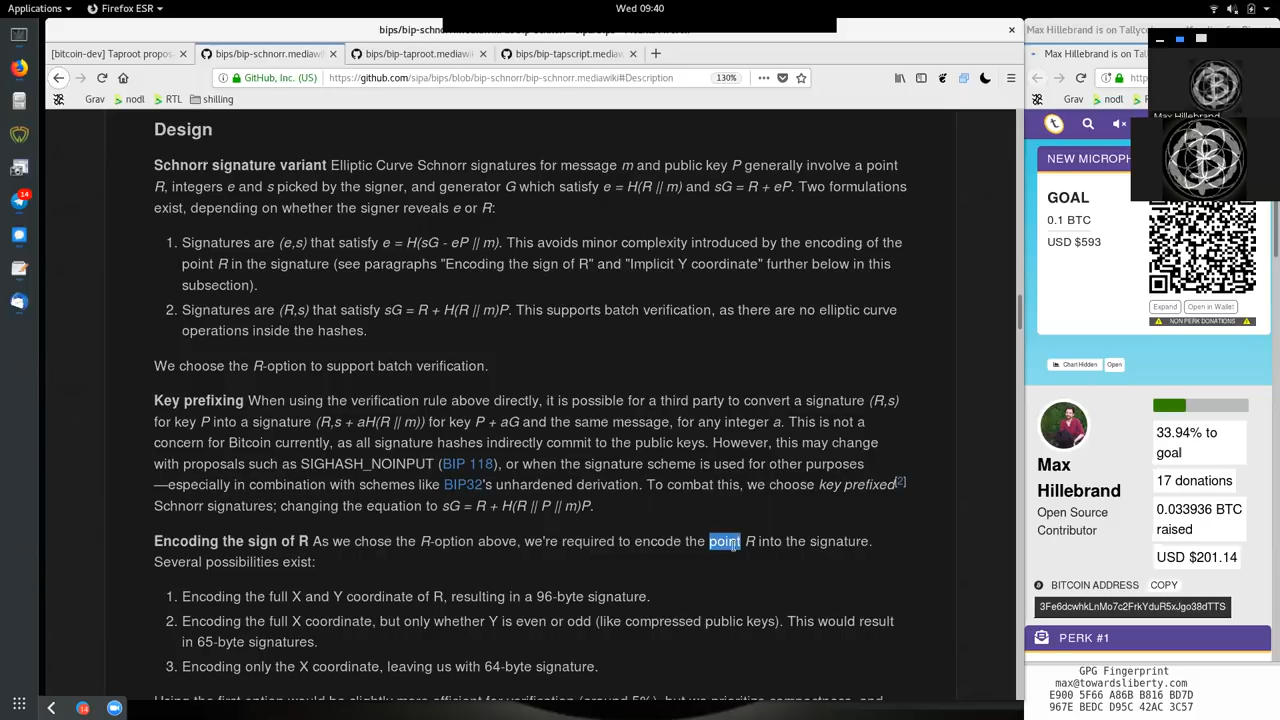 Applications
Firefox ESR
Wed 09:40
[bitcoin-dev] Taproot propos
bips/bip-schnorr.mediawi
bips/bip-taproot.mediawi
bips/bip-tapscript.mediaw
GitHub, Inc. (US)
https://github.com/sipa/bips/blob/bip-schnorr/bip-schnorr.mediawiki#Description
130%
Grav
nodl
RTL
shilling
Design
Schnorr signature variant Elliptic Curve Schnorr signatures for message m and public key P generally involve a point
R, integers e and s picked by the signer, and generator G which satisfy e = H(R || m) and sG = R + eP. Two formulations
exist, depending on whether the signer reveals e or R:
1. Signatures are (e,s) that satisfy e = H(sG - eP || m). This avoids minor complexity introduced by the encoding of the
point R in the signature (see paragraphs "Encoding the sign of R" and "Implicit Y coordinate" further below in this
subsection).
2. Signatures are (R,s) that satisfy sG = R + H(R || m)P. This supports batch verification, as there are no elliptic curve
operations inside the hashes.
We choose the R-option to support batch verification.
Key prefixing When using the verification rule above directly, it is possible for a third party to convert a signature (R,s)
for key P into a signature (R,s + aH(R || m)) for key P + aG and the same message, for any integer a. This is not a
concern for Bitcoin currently, as all signature hashes indirectly commit to the public keys. However, this may change
with proposals such as SIGHASH_NOINPUT (BIP 118), or when the signature scheme is used for other purposes
—especially in combination with schemes like BIP32's unhardened derivation. To combat this, we choose key prefixed[2]
Schnorr signatures; changing the equation to sG = R + H(R || P || m)P.
Encoding the sign of R As we chose the R-option above, we're required to encode the point R into the signature.
Several possibilities exist:
1. Encoding the full X and Y coordinate of R, resulting in a 96-byte signature.
2. Encoding the full X coordinate, but only whether Y is even or odd (like compressed public keys). This would result
in 65-byte signatures.
3. Encoding only the X coordinate, leaving us with 64-byte signature.
14
14
Max Hillebrand is on Tallyco
Max Hillebrand is on Tal
Grav
nodl
Max Hillebrand
NEW MICROPH
GOAL
0.1 BTC
USD $593
Expand
Open in Wallet
NON PERK DONATIONS
Chart Hidden
Open
Max
Hillebrand
Open Source
Contributor
33.94% to
goal
17 donations
0.033936 BTC
raised
USD $201.14
BITCOIN ADDRESS COPY
3Fe6dcwhkLnMo7c2FrkYduR5xJgo38dTTS
PERK #1
GPG Fingerprint
max@towardsliberty.com
E900 5F66 A86B B816 BD7D
967E BEDC D95C 42AC 3C57